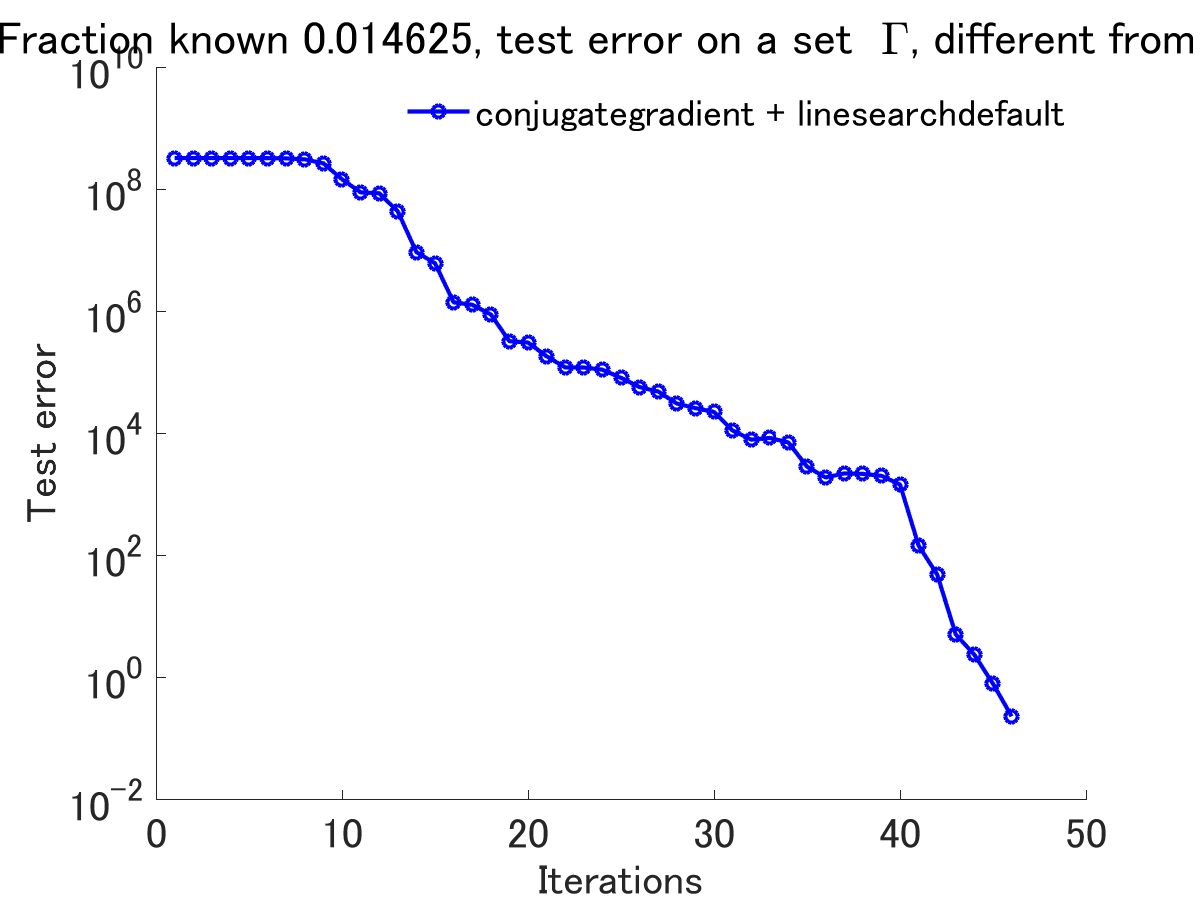 Fraction known 0.014625, test error on a set Γ, different from
conjugategradient + linesearchdefault
Test error
10^10
10^8
10^6
10^4
10^2
10^0
10^−2
0 10 20 30 40 50
Iterations